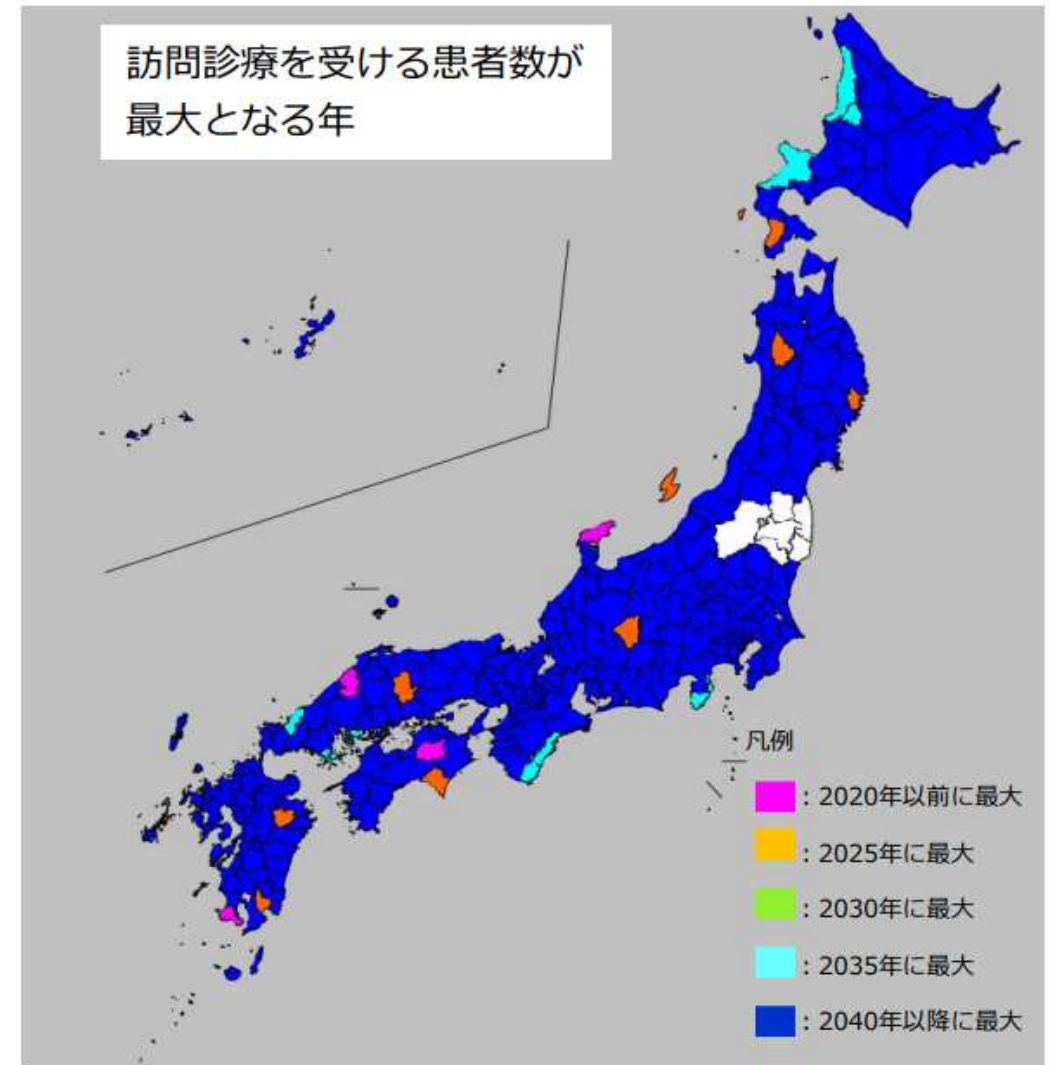 訪問診療を受ける患者数が
最大となる年
凡例
：2020年以前に最大
：2025年に最大
：2030年に最大
：2035年に最大
：2040年以降に最大